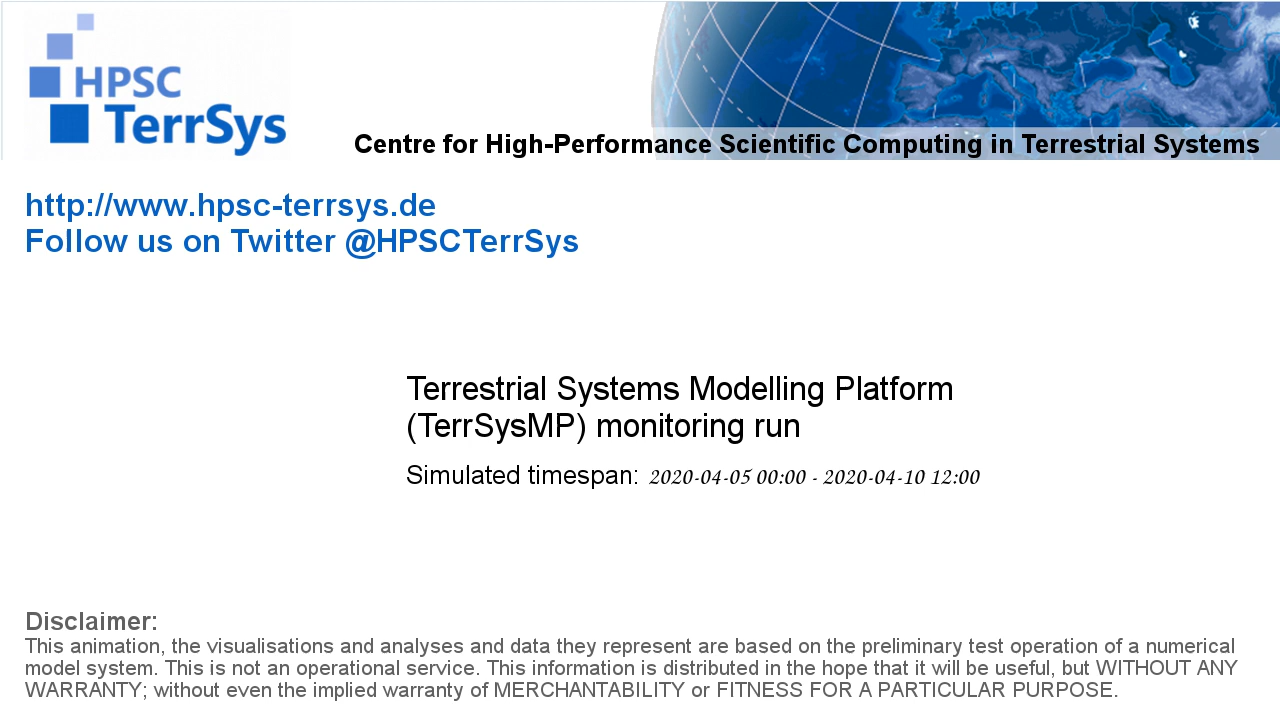 HPSC
TerrSys
Centre for High-Performance Scientific Computing in Terrestrial Systems
http://www.hpsc-terrsys.de
Follow us on Twitter @HPSCTerrSys
Terrestrial Systems Modelling Platform
(TerrSysMP) monitoring run
Simulated timespan: 2020-04-05 00:00 - 2020-04-10 12:00
Disclaimer:
This animation, the visualisations and analyses and data they represent are based on the preliminary test operation of a numerical
model system. This is not an operational service. This information is distributed in the hope that it will be useful, but WITHOUT ANY
WARRANTY; without even the implied warranty of MERCHANTABILITY or FITNESS FOR A PARTICULAR PURPOSE.